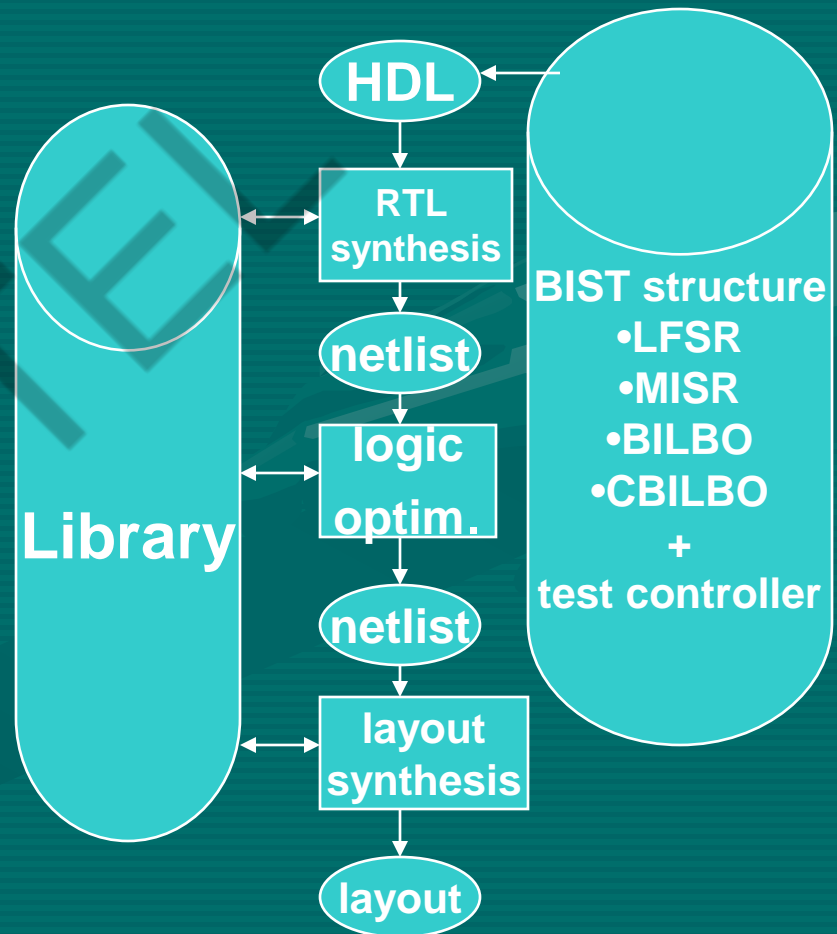 HDL
RTL
synthesis
netlist
logic
optim.
netlist
layout
synthesis
layout
Library
BIST structure
•LFSR
•MISR
•BILBO
•CBILBO
+
test controller